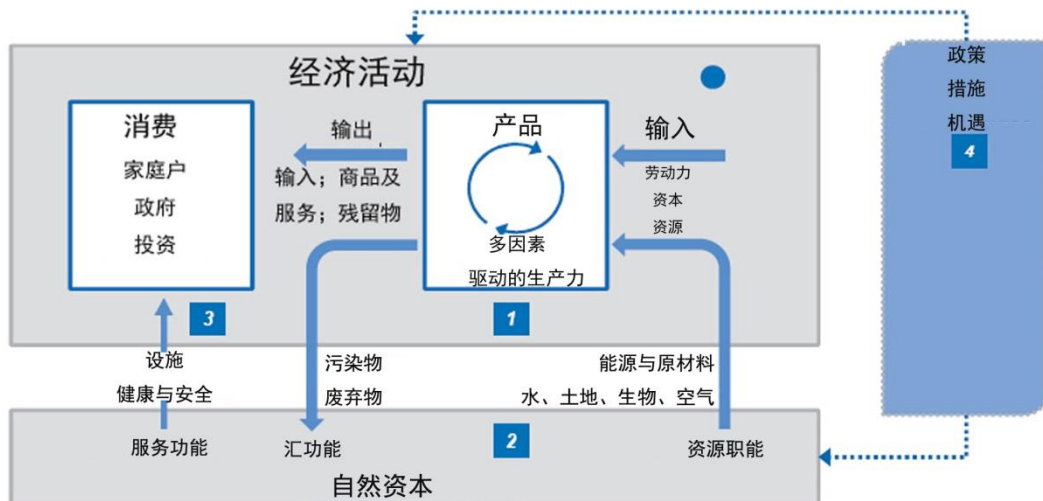 经济活动
消费
家庭户
政府
投资
3
输出
输入；商品及
服务；残留物
产品
多因素
驱动的生产力
1
输入
劳动力
资本
资源
政策
措施
机遇
4
设施
健康与安全
服务功能
污染物
废弃物
汇功能
能源与原材料
水、土地、生物、空气
资源职能
2
自然资本